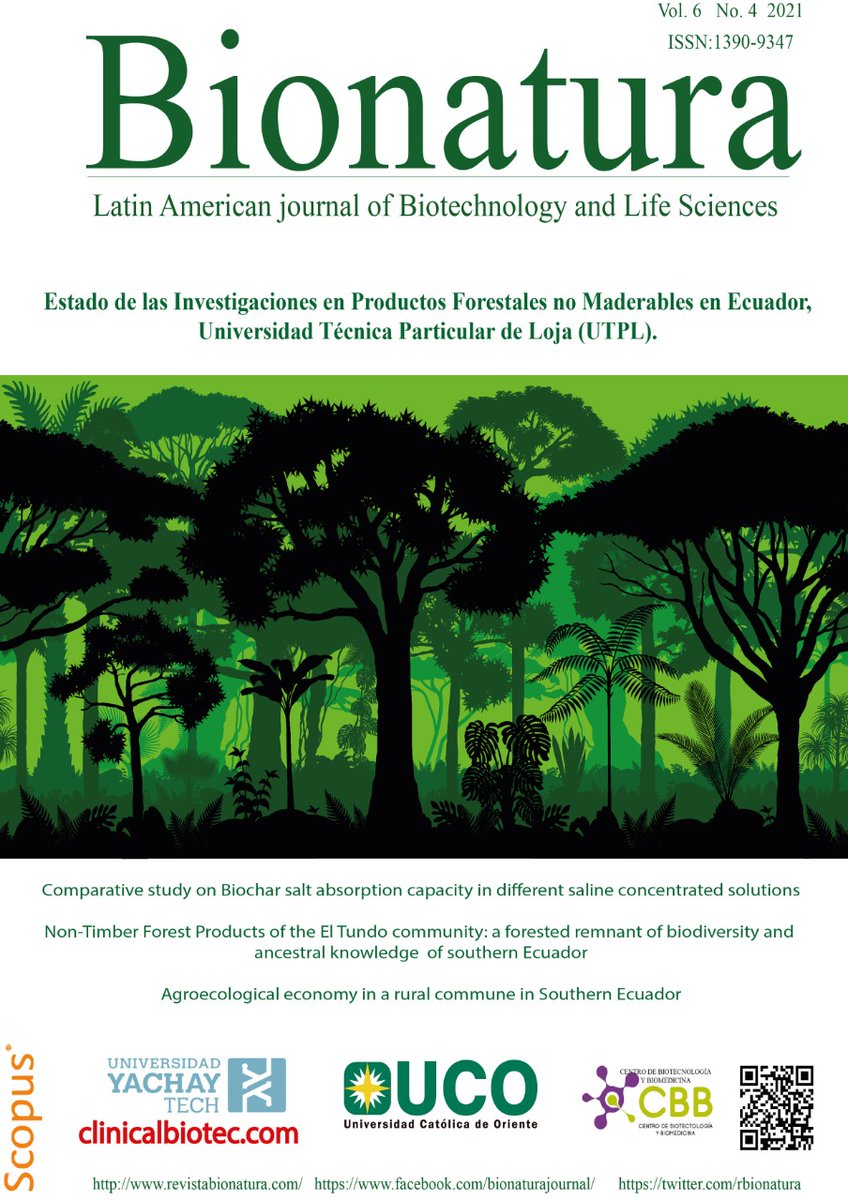 Vol. 6 No. 4 2021
ISSN:1390-9347
Bionatura
Latin American journal of Biotechnology and Life Sciences
Estado de las Investigaciones en Productos Forestales no Maderables en Ecuador,
Universidad Técnica Particular de Loja (UTPL).
Comparative study on Biochar salt absorption capacity in different saline concentrated solutions
Non-Timber Forest Products of the El Tundo community: a forested remnant of biodiversity and
ancestral knowledge of southern Ecuador
Agroecological economy in a rural commune in Southern Ecuador
Scopus®
UNIVERSIDAD
YACHAY
TECH
clinicalbiotec.com
UCO
Universidad Católica de Oriente
CENTRO DE BIOTECNOLOGÍA
Y BIOMEDICINA
CBB
CENTRO DE BIOTECTOLOGÍA
Y BIOMEDICINA
http://www.revistabionatura.com/ https://www.facebook.com/bionaturajournal/ https://twitter.com/rbionatura